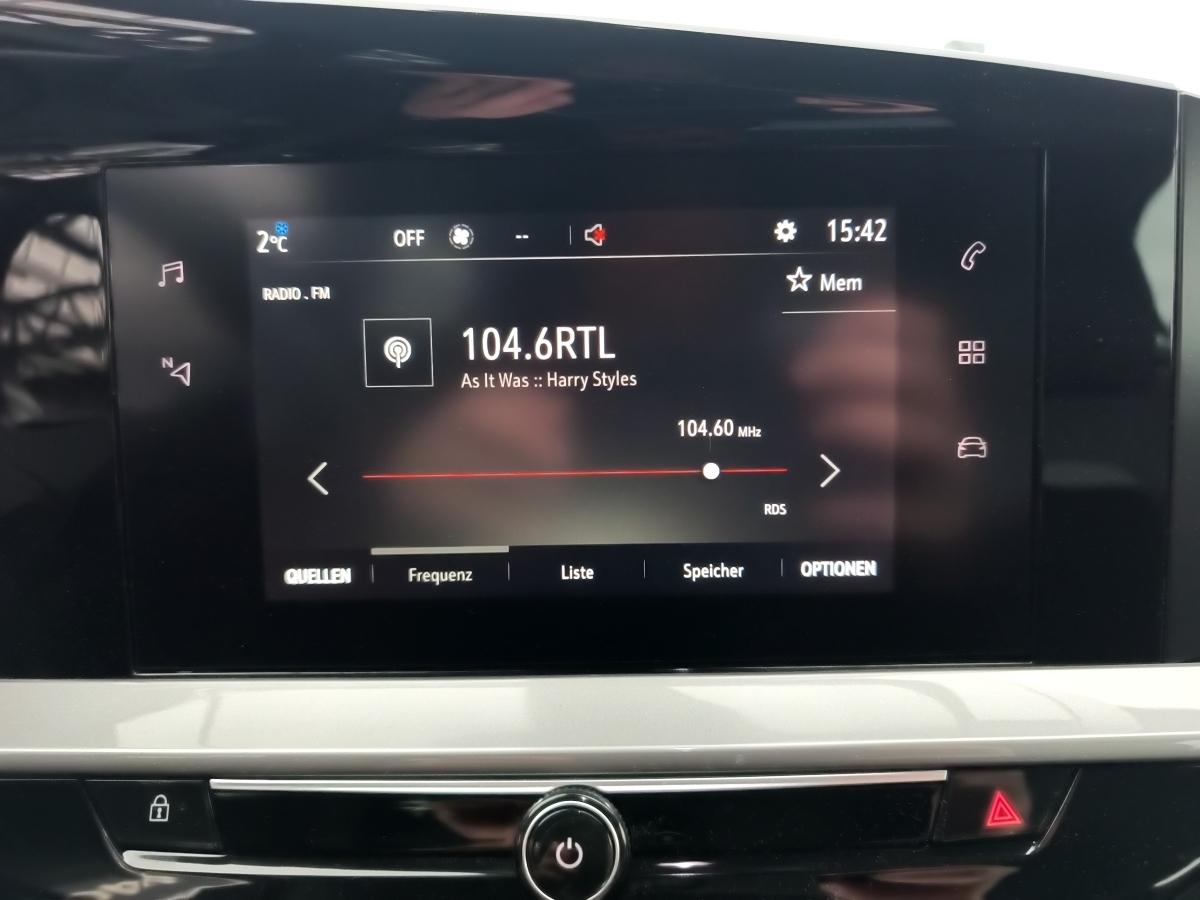 2°C OFF -- 15:42
RADIO . FM
Mem
104.6RTL
As It Was :: Harry Styles
104.60 MHz
RDS
QUELLEN Frequenz Liste Speicher OPTIONEN
N